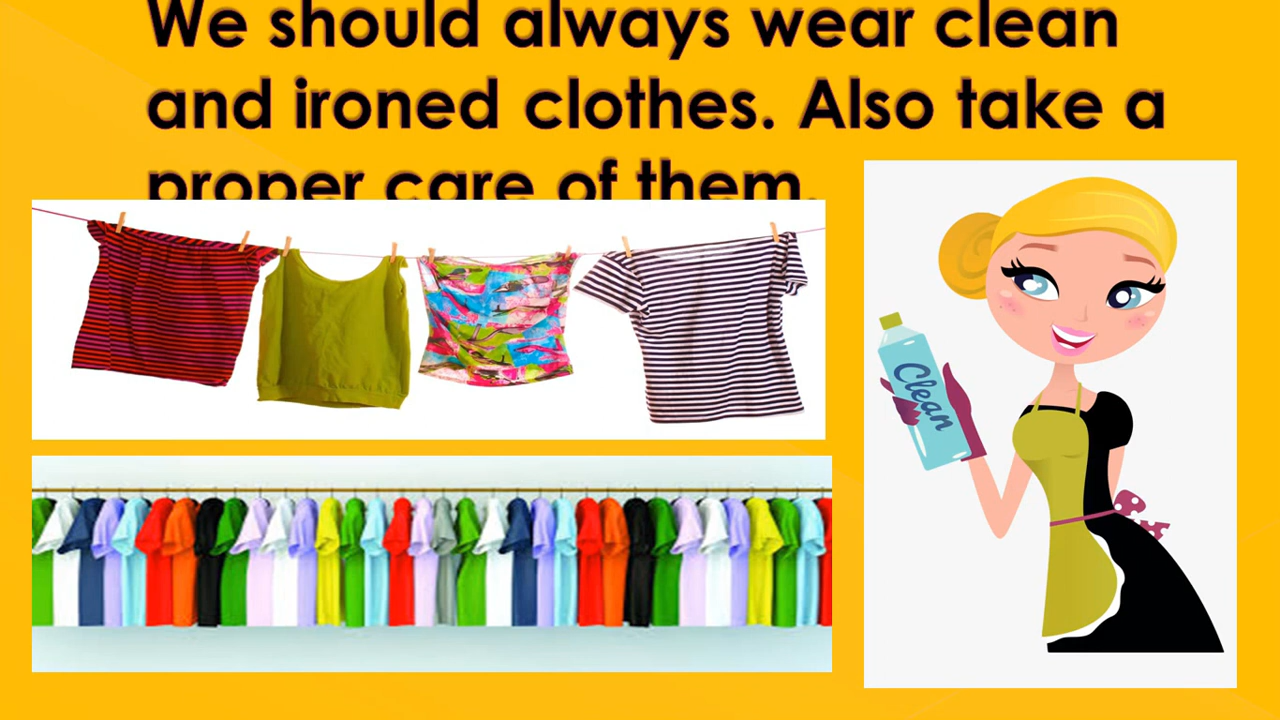 We should always wear clean
and ironed clothes. Also take a
proper care of them.
Clean